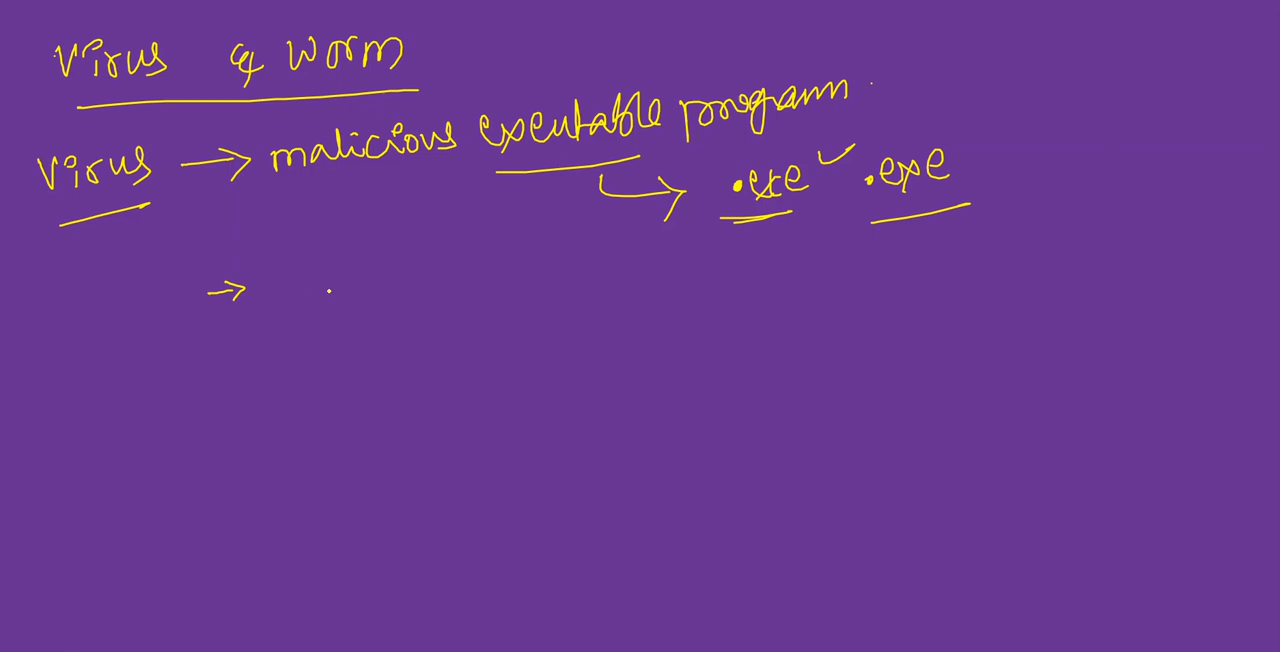 Virus & Worm
Virus → malicious executable program.
→ .exe ✓ .exe
→